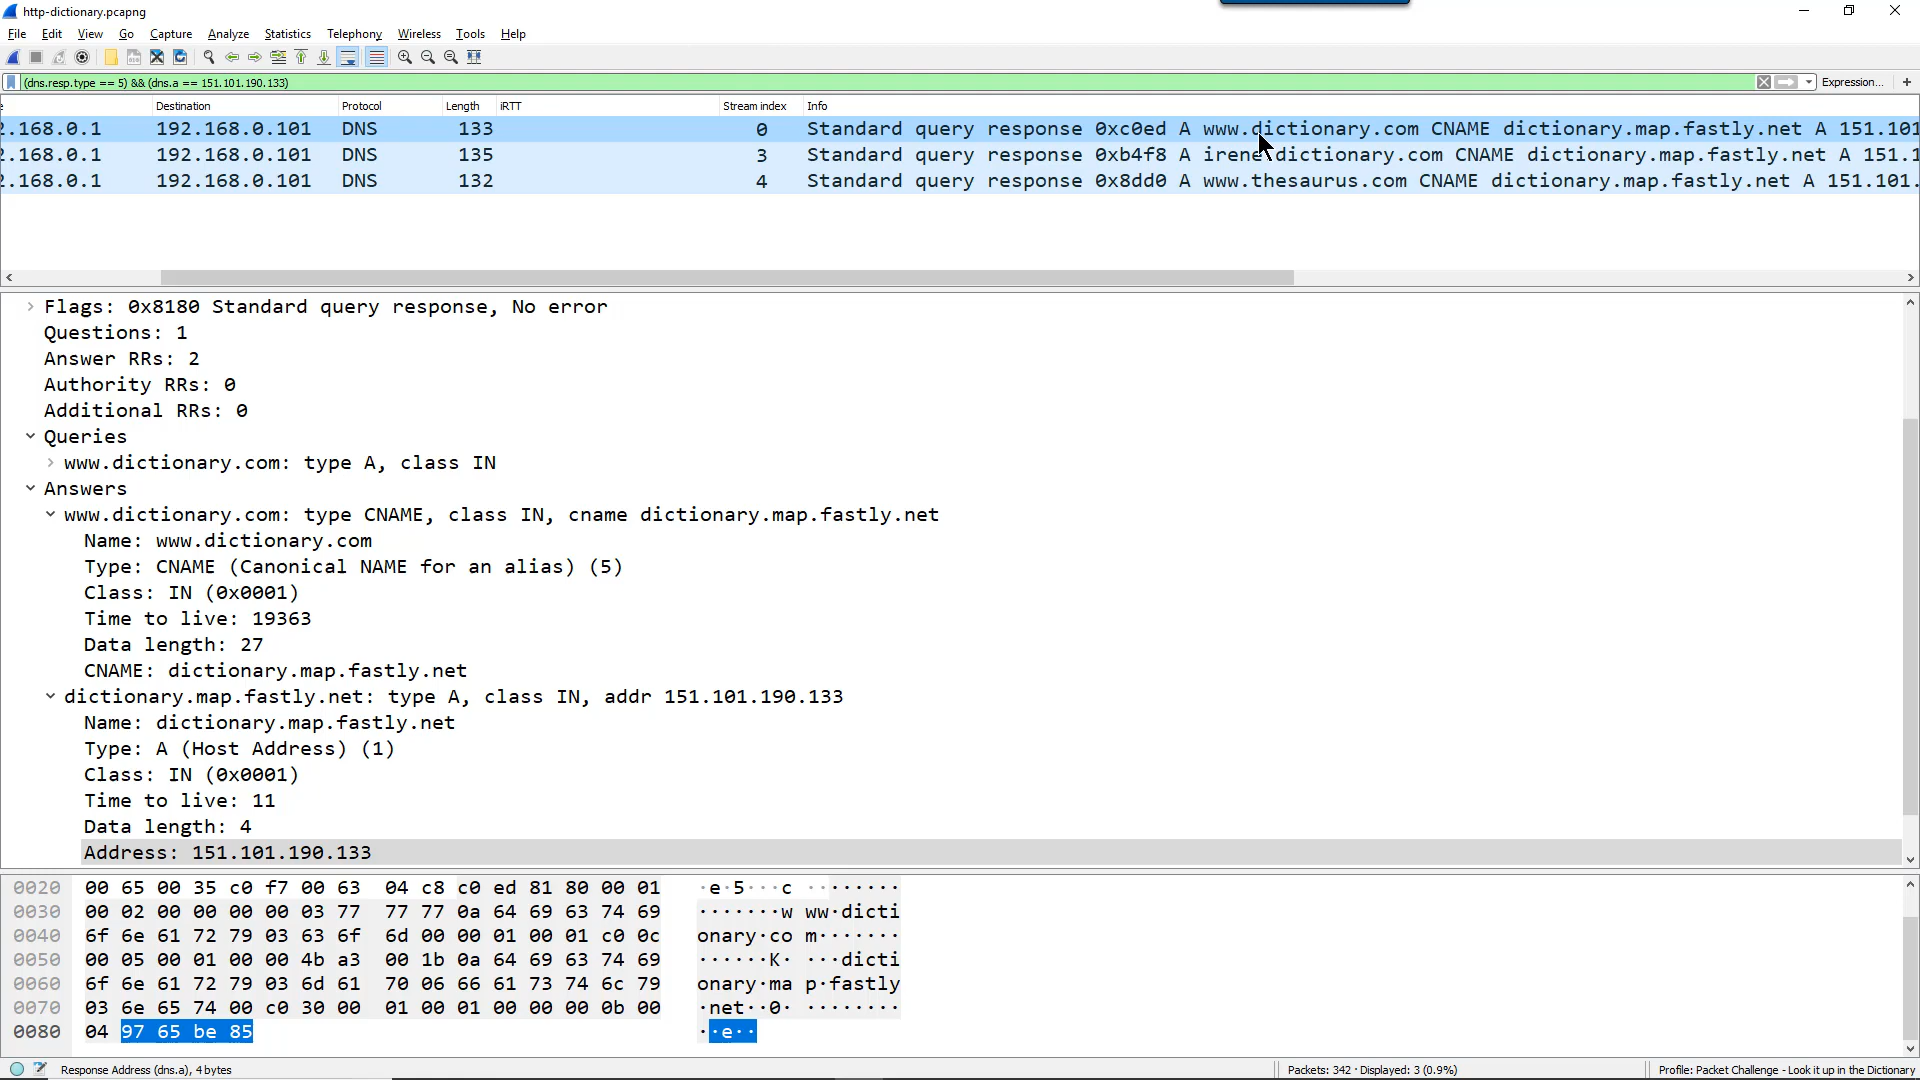 http-dictionary.pcapng
File Edit View Go Capture Analyze Statistics Telephony Wireless Tools Help
(dns.resp.type == 5) && (dns.a == 151.101.190.133)
Expression... +
Destination Protocol Length iRTT Stream index Info
2.168.0.1 192.168.0.101 DNS 133 0 Standard query response 0xc0ed A www.dictionary.com CNAME dictionary.map.fastly.net A 151.101
2.168.0.1 192.168.0.101 DNS 135 3 Standard query response 0xb4f8 A irene.dictionary.com CNAME dictionary.map.fastly.net A 151.1
2.168.0.1 192.168.0.101 DNS 132 4 Standard query response 0x8dd0 A www.thesaurus.com CNAME dictionary.map.fastly.net A 151.101.
Flags: 0x8180 Standard query response, No error
Questions: 1
Answer RRs: 2
Authority RRs: 0
Additional RRs: 0
Queries
www.dictionary.com: type A, class IN
Answers
www.dictionary.com: type CNAME, class IN, cname dictionary.map.fastly.net
Name: www.dictionary.com
Type: CNAME (Canonical NAME for an alias) (5)
Class: IN (0x0001)
Time to live: 19363
Data length: 27
CNAME: dictionary.map.fastly.net
dictionary.map.fastly.net: type A, class IN, addr 151.101.190.133
Name: dictionary.map.fastly.net
Type: A (Host Address) (1)
Class: IN (0x0001)
Time to live: 11
Data length: 4
Address: 151.101.190.133
0020 00 65 00 35 c0 f7 00 63 04 c8 c0 ed 81 80 00 01 ·e·5···c ········
0030 00 02 00 00 00 00 03 77 77 77 0a 64 69 63 74 69 ·······w ww·dicti
0040 6f 6e 61 72 79 03 63 6f 6d 00 00 01 00 01 c0 0c onary·co m·······
0050 00 05 00 01 00 00 4b a3 00 1b 0a 64 69 63 74 69 ······K· ···dicti
0060 6f 6e 61 72 79 03 6d 61 70 06 66 61 73 74 6c 79 onary·ma p·fastly
0070 03 6e 65 74 00 c0 30 00 01 00 01 00 00 00 0b 00 ·net··0· ········
0080 04 97 65 be 85 ··e··
Response Address (dns.a), 4 bytes
Packets: 342 · Displayed: 3 (0.9%)
Profile: Packet Challenge - Look it up in the Dictionary